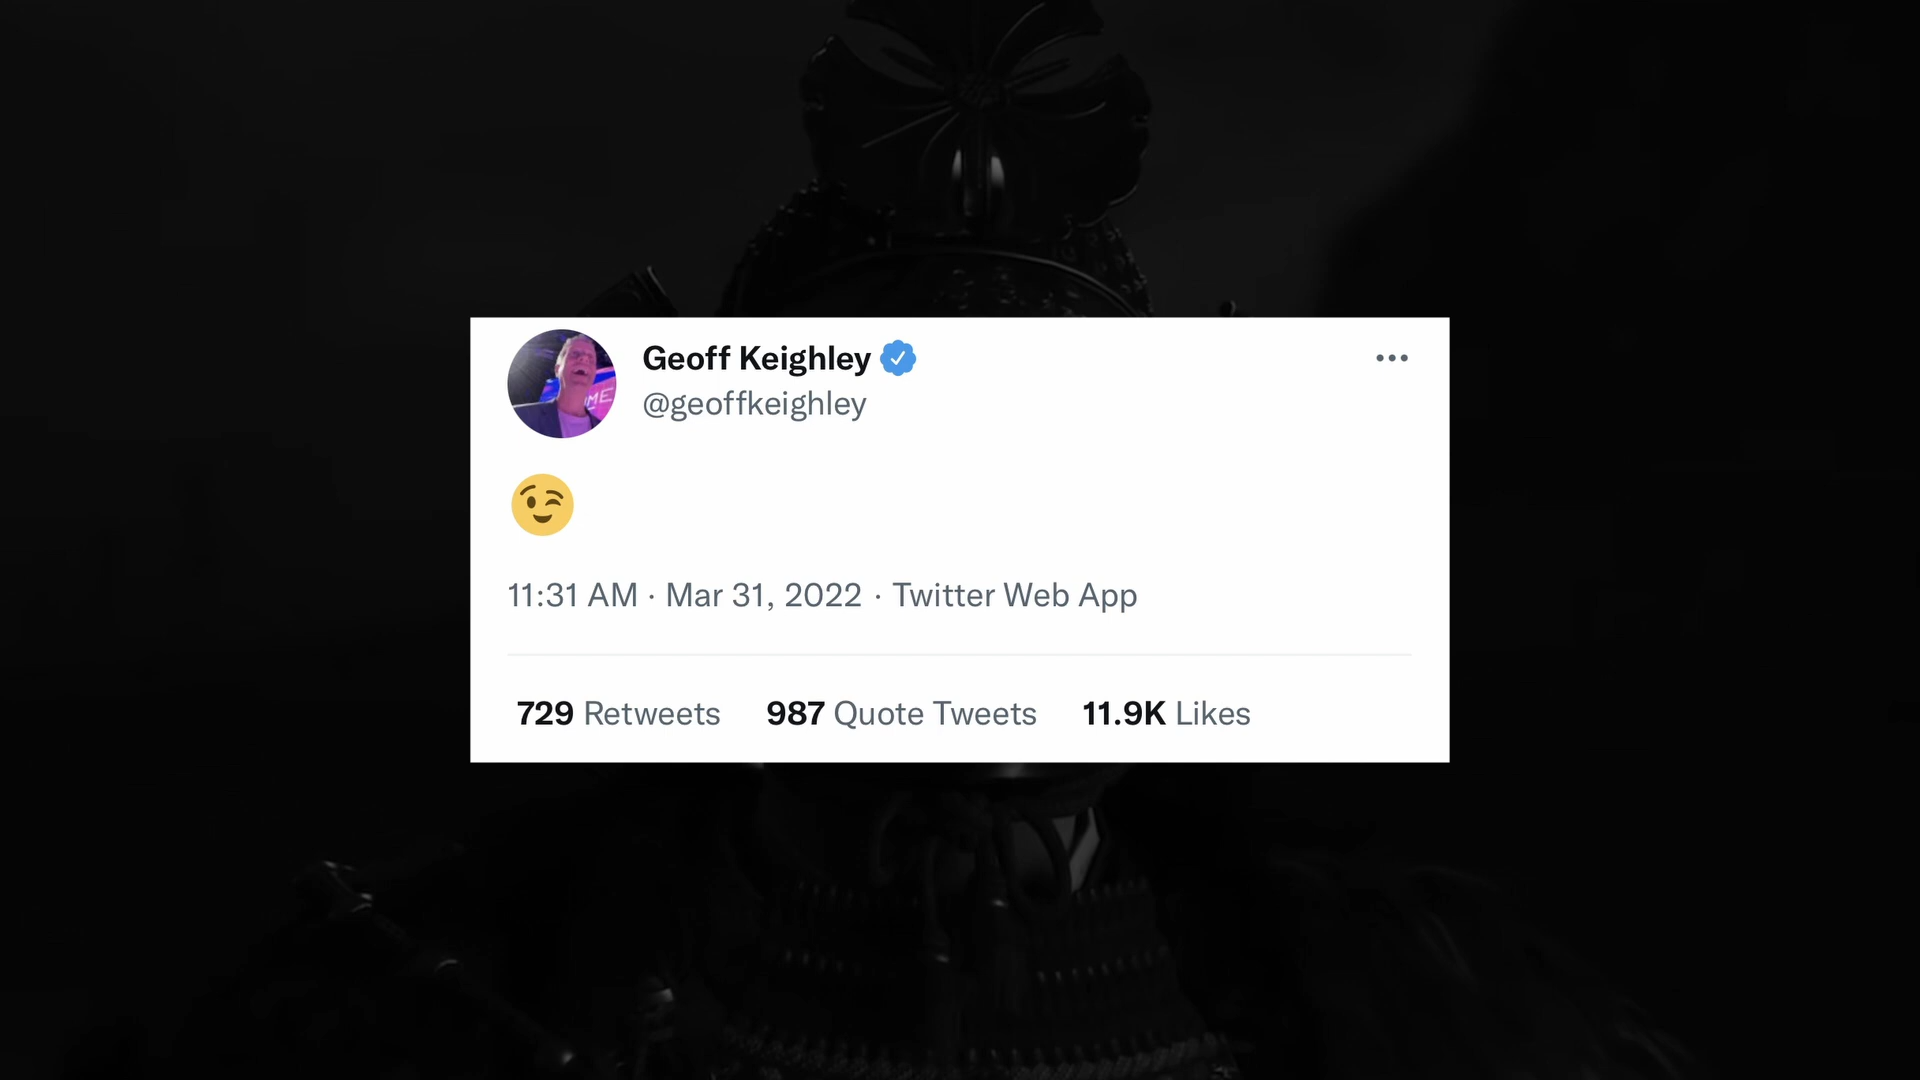 Geoff Keighley
@geoffkeighley
😉
11:31 AM · Mar 31, 2022 · Twitter Web App
729 Retweets 987 Quote Tweets 11.9K Likes